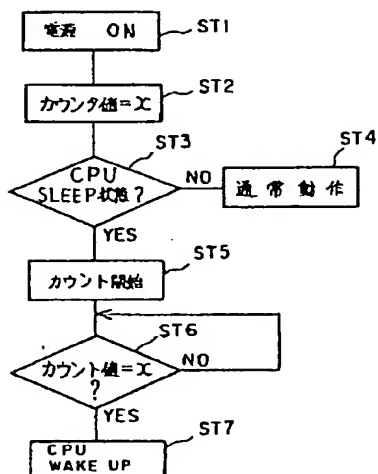 電源 ON
ST1
カウンタ値=x
ST2
ST3
CPU
SLEEP状態?
NO
ST4
通常動作
YES
ST5
カウント開始
ST6
カウント値=x
?
NO
YES
ST7
CPU
WAKE UP